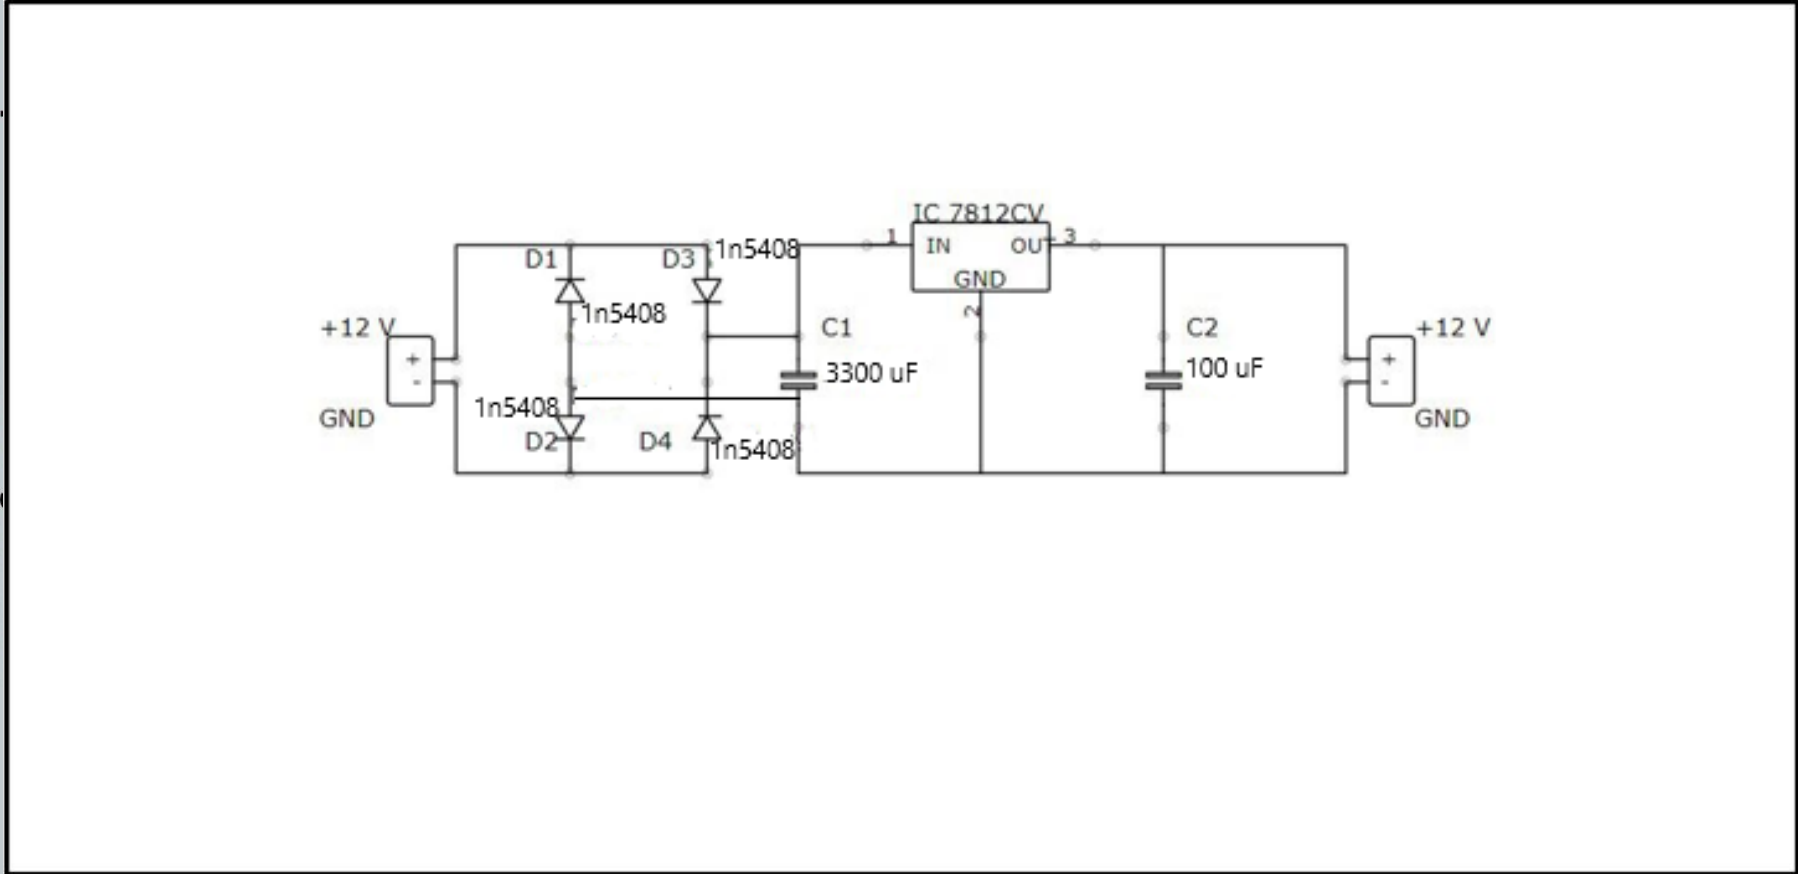 IC 7812CV
D1
D3
1n5408
1
IN
OUT
3
GND
1n5408
2
+12 V
C1
C2
+12 V
+
-
3300 uF
100 uF
+
-
GND
1n5408
GND
D2
D4
1n5408